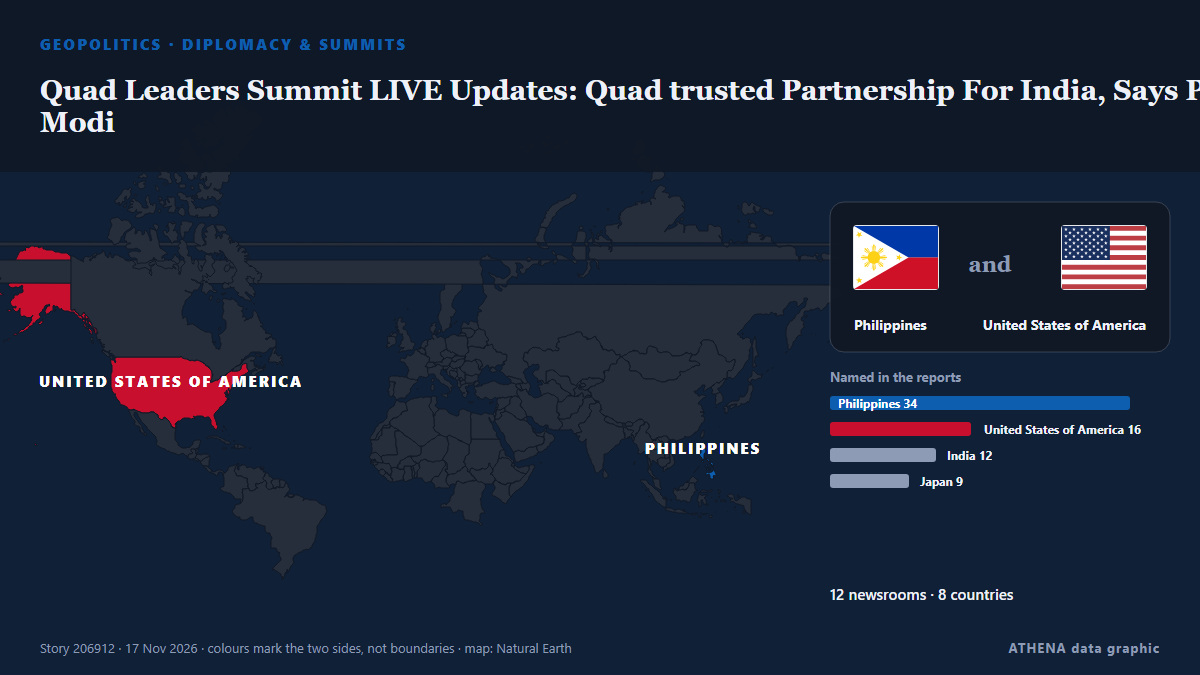 GEOPOLITICS · DIPLOMACY & SUMMITS
Quad Leaders Summit LIVE Updates: Quad trusted Partnership For India, Says P
Modi
and
Philippines
United States of America
UNITED STATES OF AMERICA
PHILIPPINES
Named in the reports
Philippines 34
United States of America 16
India 12
Japan 9
12 newsrooms · 8 countries
Story 206912 · 17 Nov 2026 · colours mark the two sides, not boundaries · map: Natural Earth
ATHENA data graphic